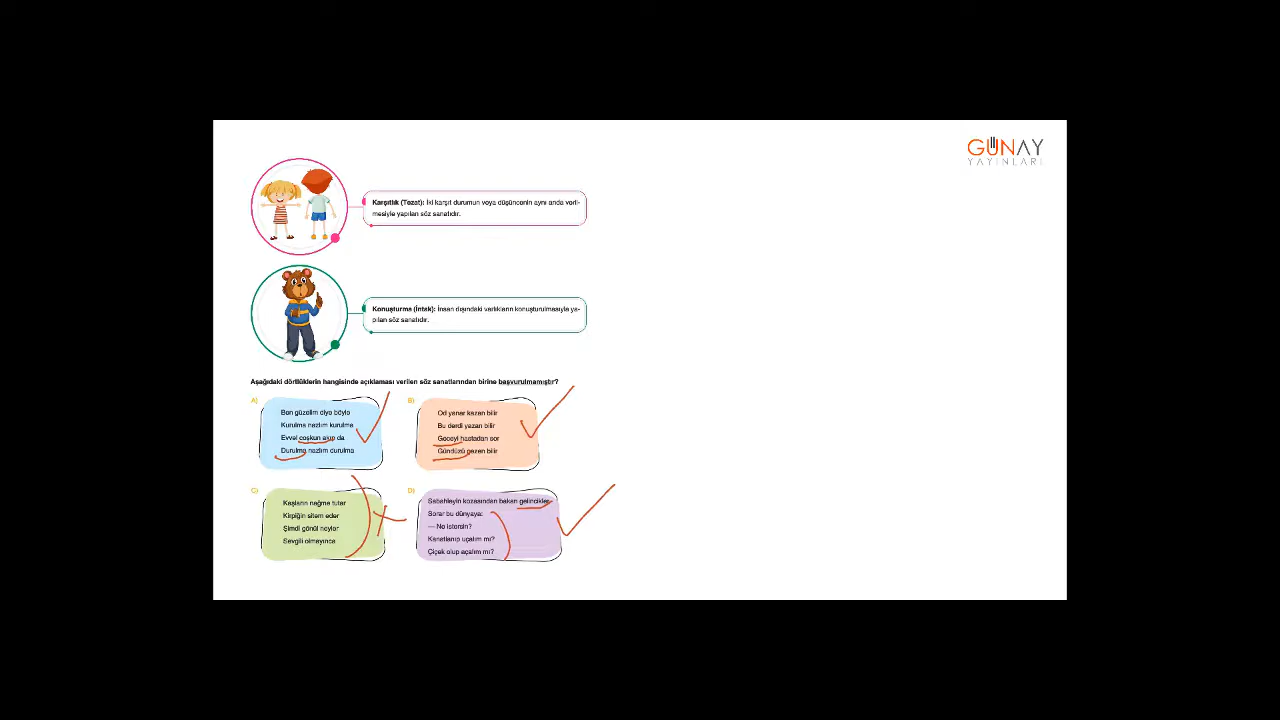 GÜNAY
YAYINLARI
Karşıtlık (Tezat): İki karşıt durumun veya düşüncenin aynı anda veril-
mesiyle yapılan söz sanatıdır.
Konuşturma (İntak): İnsan dışındaki varlıkların konuşturulmasıyla ya-
pılan söz sanatıdır.
Aşağıdaki dörtlüklerin hangisinde açıklaması verilen söz sanatlarından birine başvurulmamıştır?
A)
Ben güzelim diye böyle
Kurulma nazlım kurulma
Evvel coşkun akıp da
Durulma nazlım durulma
B)
Od yanar kazan bilir
Bu derdi yazan bilir
Geceyi hastadan sor
Gündüzü gezen bilir
C)
Kaşların nağme tutar
Kirpiğin sitem eder
Şimdi gönül neyler
Sevgili olmayınca
D)
Sabahleyin kozasından bakan gelincikler
Sorar bu dünyaya:
— Ne istersin?
Kanatlanıp uçalım mı?
Çiçek olup açalım mı?